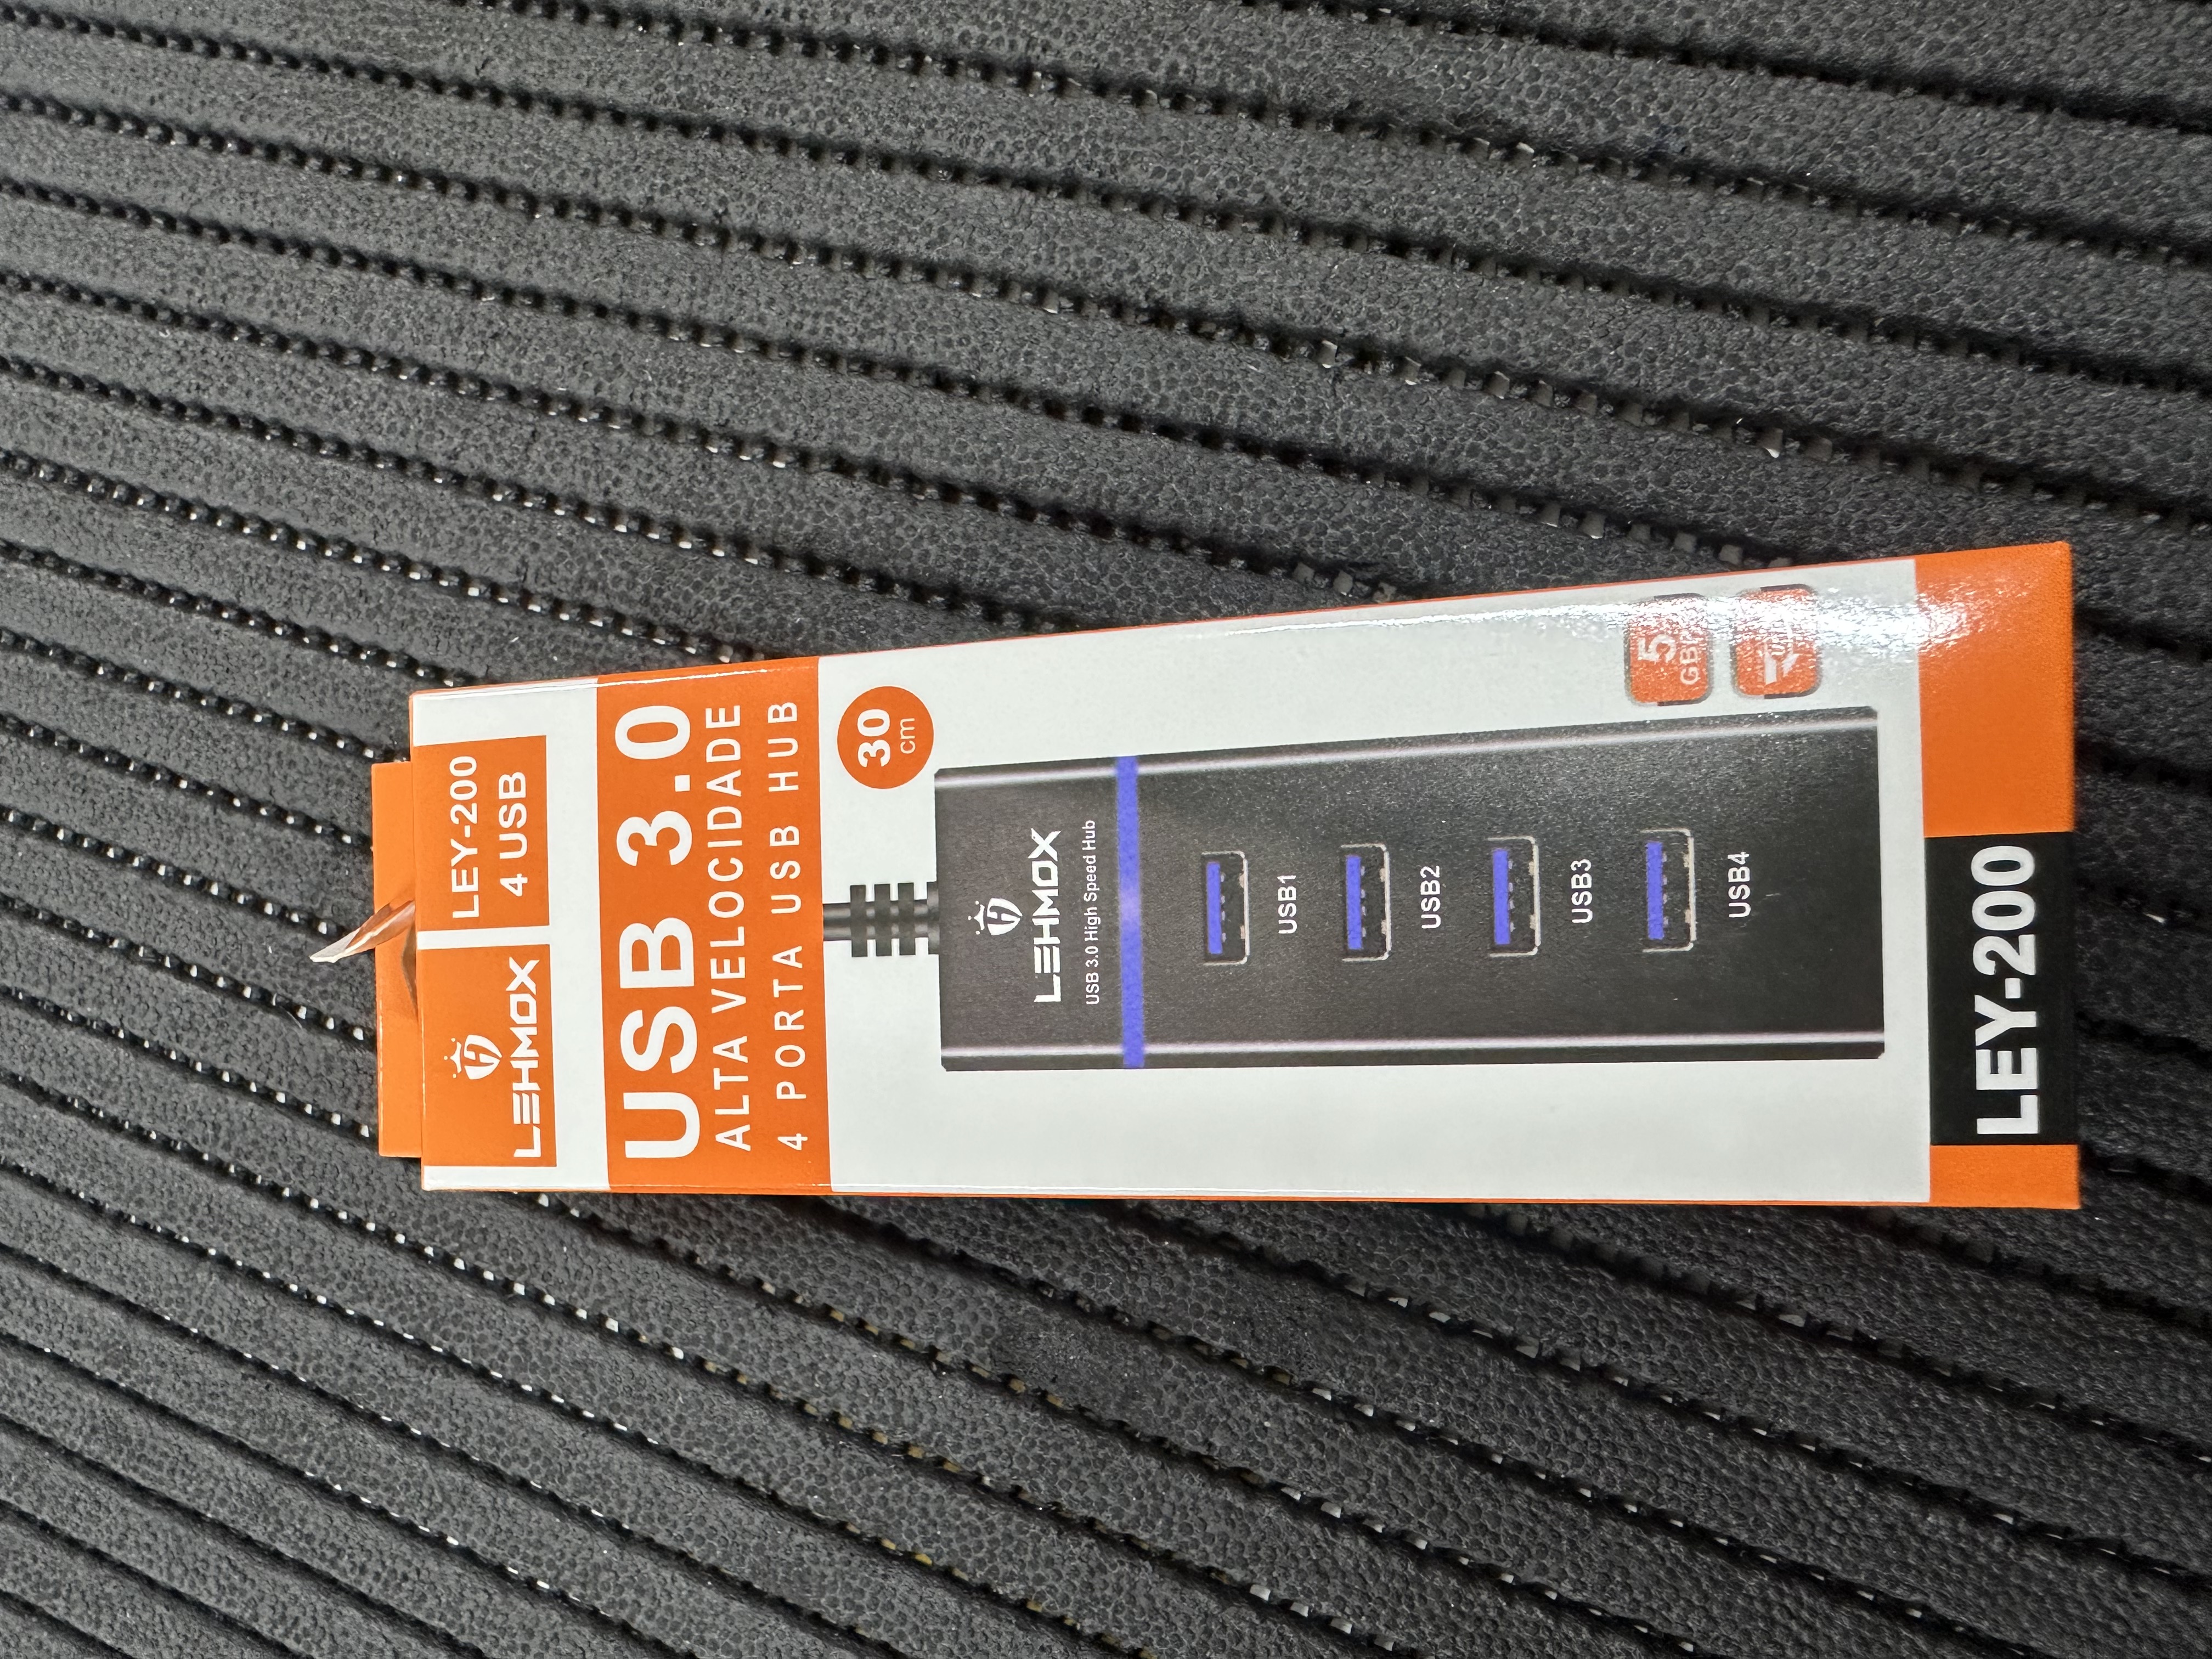 LEHMOX
LEY-200
4 USB
USB 3.0
ALTA VELOCIDADE
4 PORTA USB HUB
30
cm
LEHMOX
USB 3.0 High Speed Hub
USB1
USB2
USB3
USB4
5
LEY-200